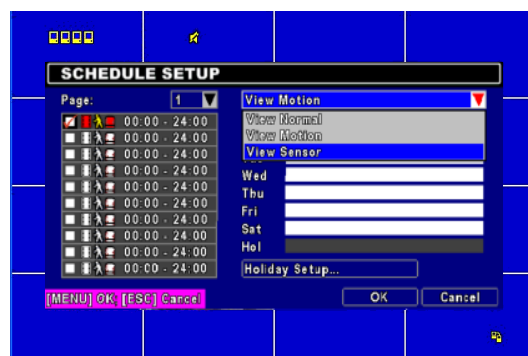 SCHEDULE SETUP
Page: 1
View Motion
View Normal
View Motion
View Sensor
00:00 - 24:00
00:00 - 24:00
00:00 - 24:00
00:00 - 24:00
00:00 - 24:00
00:00 - 24:00
00:00 - 24:00
00:00 - 24:00
00:00 - 24:00
00:00 - 24:00
Wed
Thu
Fri
Sat
Hol
Holiday Setup...
[MENU] OK, [ESC] Cancel
OK
Cancel